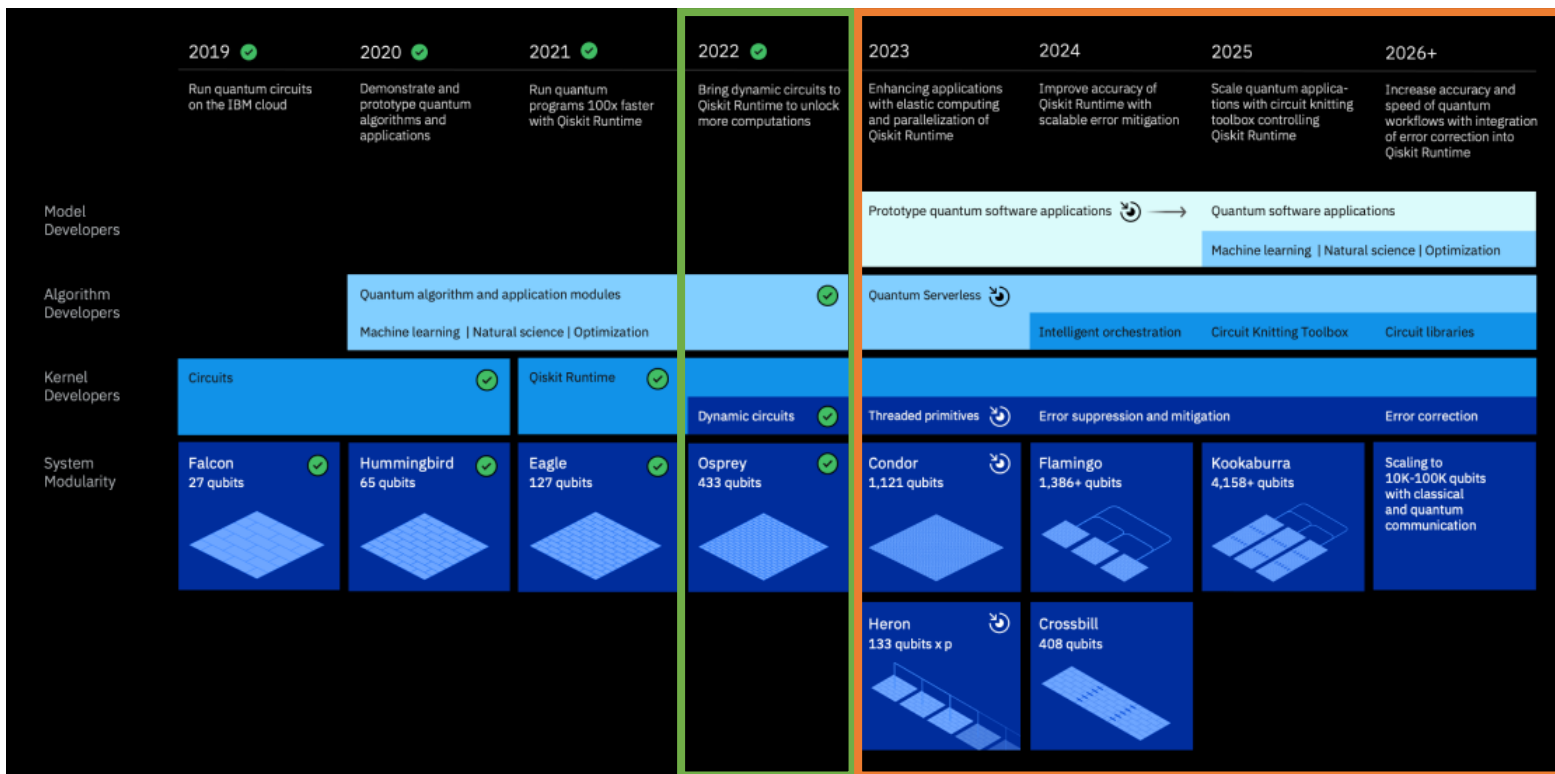 2019
2020
2021
2022
2023
2024
2025
2026+
Run quantum circuits
on the IBM cloud
Demonstrate and
prototype quantum
algorithms and
applications
Run quantum
programs 100x faster
with Qiskit Runtime
Bring dynamic circuits to
Qiskit Runtime to unlock
more computations
Enhancing applications
with elastic computing
and parallelization of
Qiskit Runtime
Improve accuracy of
Qiskit Runtime with
scalable error mitigation
Scale quantum applica-
tions with circuit knitting
toolbox controlling
Qiskit Runtime
Increase accuracy and
speed of quantum
workflows with integration
of error correction into
Qiskit Runtime
Model
Developers
Prototype quantum software applications
Quantum software applications
Machine learning | Natural science | Optimization
Algorithm
Developers
Quantum algorithm and application modules
Machine learning | Natural science | Optimization
Quantum Serverless
Intelligent orchestration
Circuit Knitting Toolbox
Circuit libraries
Kernel
Developers
Circuits
Qiskit Runtime
Dynamic circuits
Threaded primitives
Error suppression and mitigation
Error correction
System
Modularity
Falcon
27 qubits
Hummingbird
65 qubits
Eagle
127 qubits
Osprey
433 qubits
Condor
1,121 qubits
Flamingo
1,386+ qubits
Kookaburra
4,158+ qubits
Scaling to
10K-100K qubits
with classical
and quantum
communication
Heron
133 qubits x p
Crossbill
408 qubits